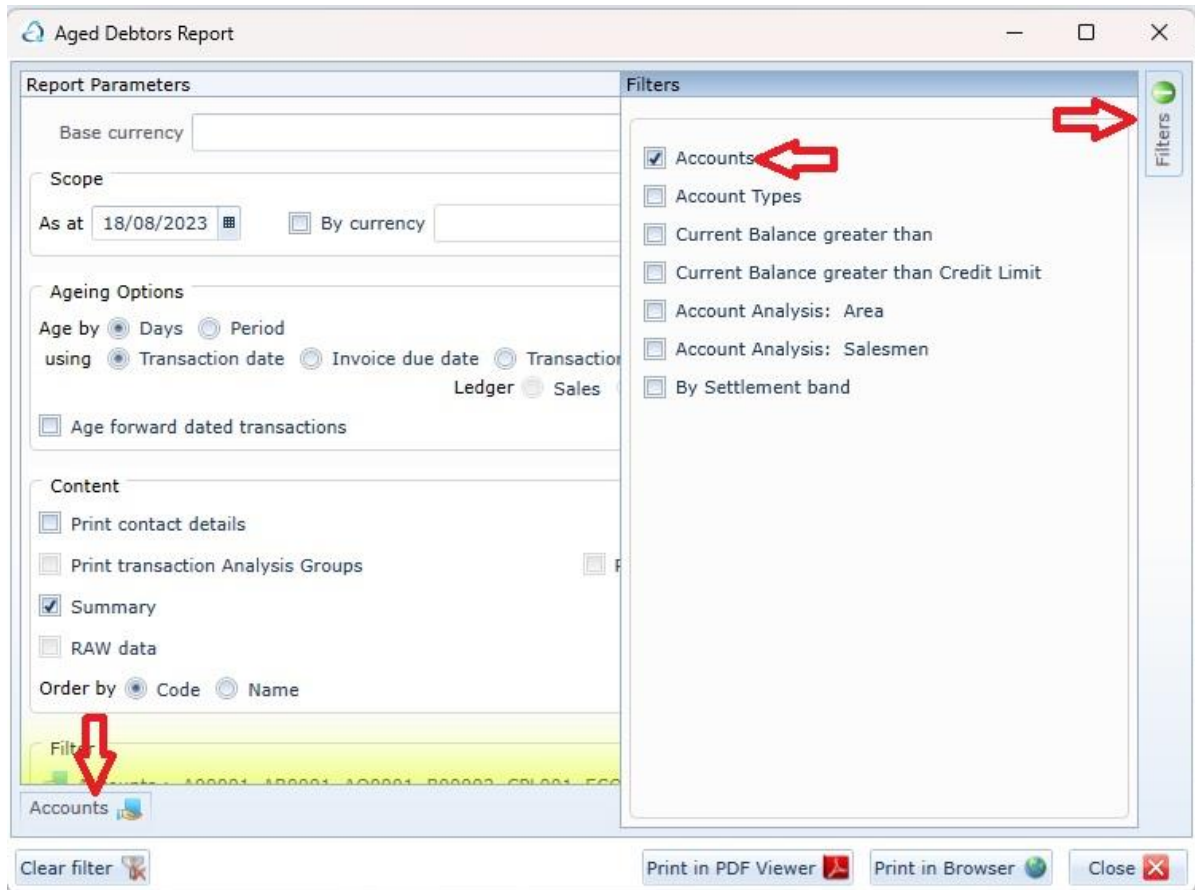 Aged Debtors Report
Report Parameters
Base currency
Scope
As at 18/08/2023 By currency
Ageing Options
Age by Days Period
using Transaction date Invoice due date Transaction
Ledger Sales
Age forward dated transactions
Content
Print contact details
Print transaction Analysis Groups
Summary
RAW data
Order by Code Name
Filter
Accounts
Clear filter
Filters
Accounts
Account Types
Current Balance greater than
Current Balance greater than Credit Limit
Account Analysis: Area
Account Analysis: Salesmen
By Settlement band
Filters
Print in PDF Viewer Print in Browser Close